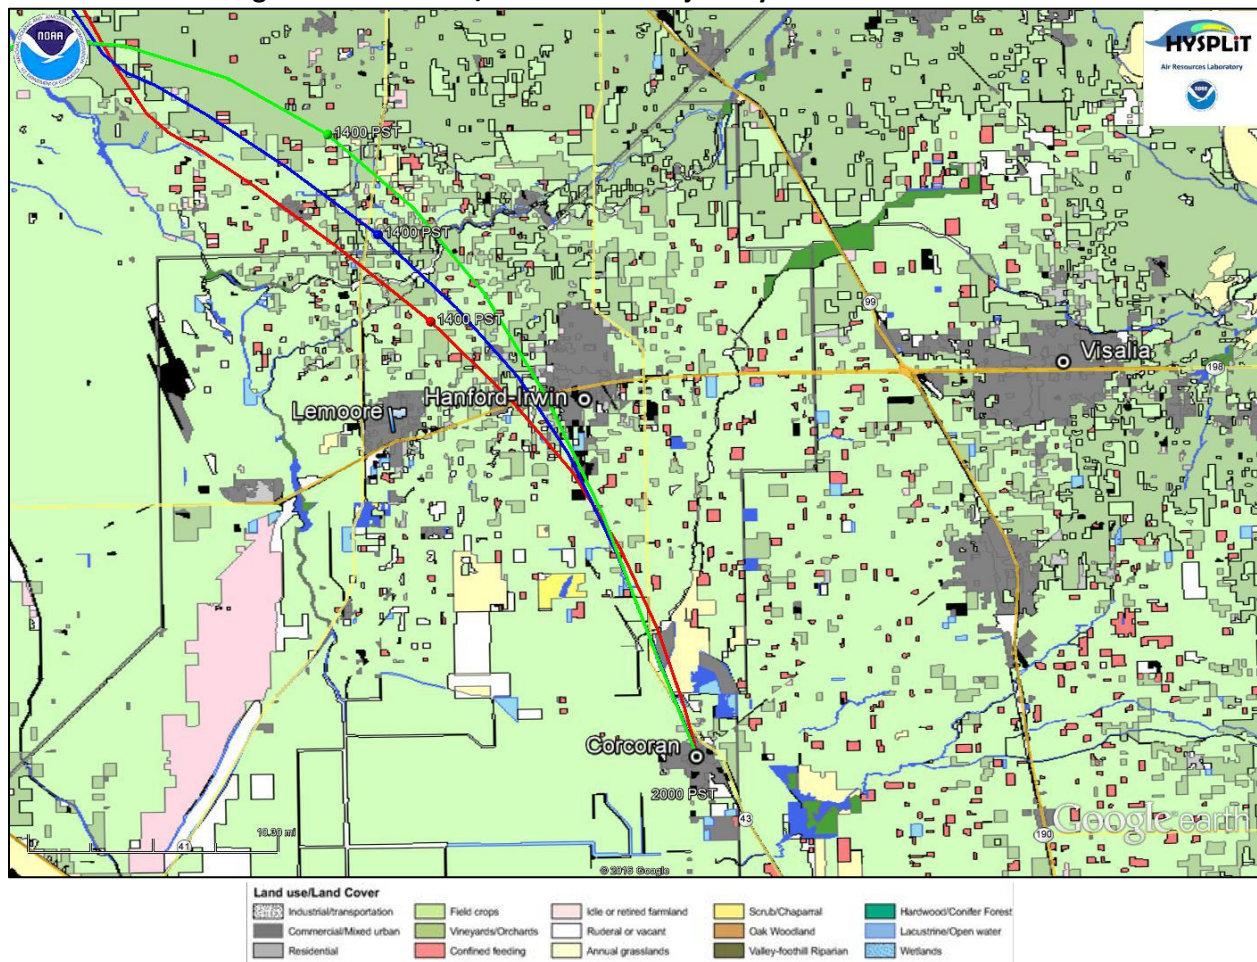 NOAA
HYSPLiT
Air Resources Laboratory
NOAA
1400 PST
1400 PST
1400 PST
99
Visalia
198
Lemoore
Hanford-Irwin
Corcoran
2000 PST
43
Google earth
190
10.30 mi
41
© 2016 Google
Land use/Land Cover
Industrial/transportation
Field crops
Idle or retired farmland
Scrub/Chaparral
Hardwood/Conifer Forest
Commercial/Mixed urban
Vineyards/Orchards
Ruderal or vacant
Oak Woodland
Lacustrine/Open water
Residential
Confined feeding
Annual grasslands
Valley-foothill Riparian
Wetlands